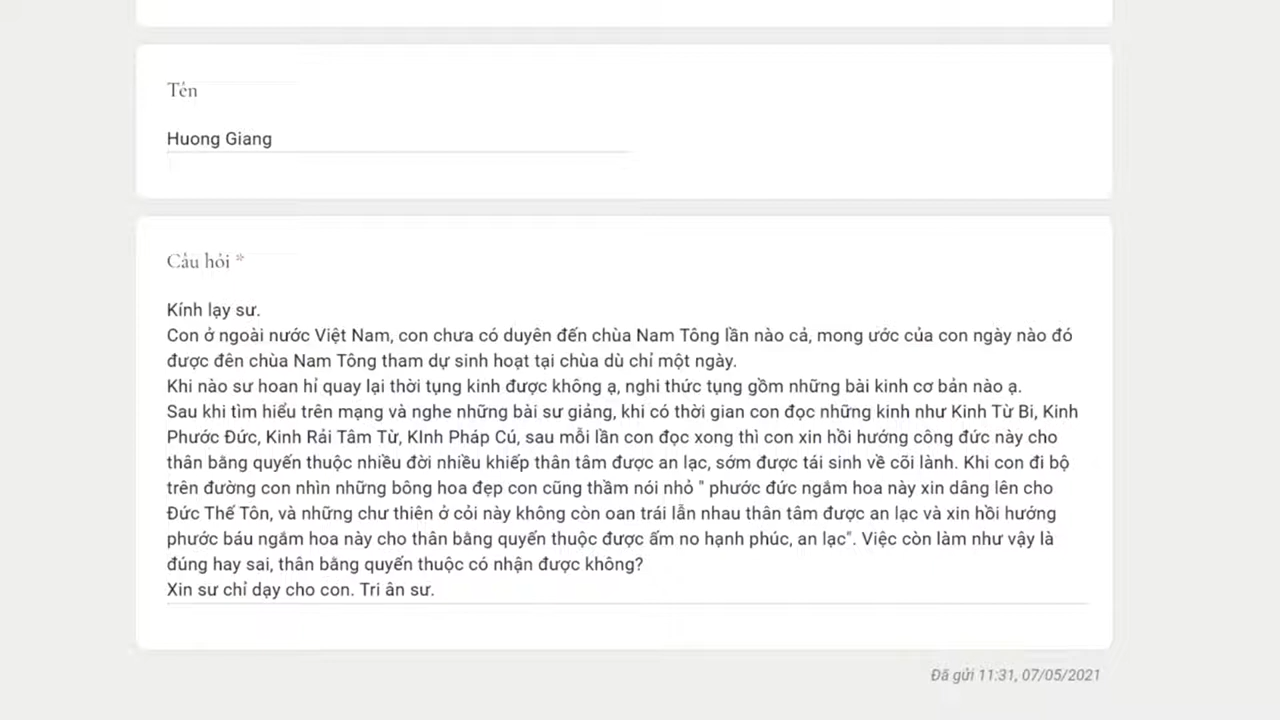 Tên
Huong Giang
Câu hỏi *
Kính lạy sư.
Con ở ngoài nước Việt Nam, con chưa có duyên đến chùa Nam Tông lần nào cả, mong ước của con ngày nào đó
được đên chùa Nam Tông tham dự sinh hoạt tại chùa dù chỉ một ngày.
Khi nào sư hoan hỉ quay lại thời tụng kinh được không ạ, nghi thức tụng gồm những bài kinh cơ bản nào ạ.
Sau khi tìm hiểu trên mạng và nghe những bài sư giảng, khi có thời gian con đọc những kinh như Kinh Từ Bi, Kinh
Phước Đức, Kinh Rải Tâm Từ, KInh Pháp Cú, sau mỗi lần con đọc xong thì con xin hồi hướng công đức này cho
thân bằng quyến thuộc nhiều đời nhiều khiếp thân tâm được an lạc, sớm được tái sinh về cõi lành. Khi con đi bộ
trên đường con nhìn những bông hoa đẹp con cũng thầm nói nhỏ " phước đức ngắm hoa này xin dâng lên cho
Đức Thế Tôn, và những chư thiên ở cỏi này không còn oan trái lẫn nhau thân tâm được an lạc và xin hồi hướng
phước báu ngắm hoa này cho thân bằng quyến thuộc được ấm no hạnh phúc, an lạc". Việc còn làm như vậy là
đúng hay sai, thân bằng quyến thuộc có nhận được không?
Xin sư chỉ dạy cho con. Tri ân sư.
Đã gửi 11:31, 07/05/2021